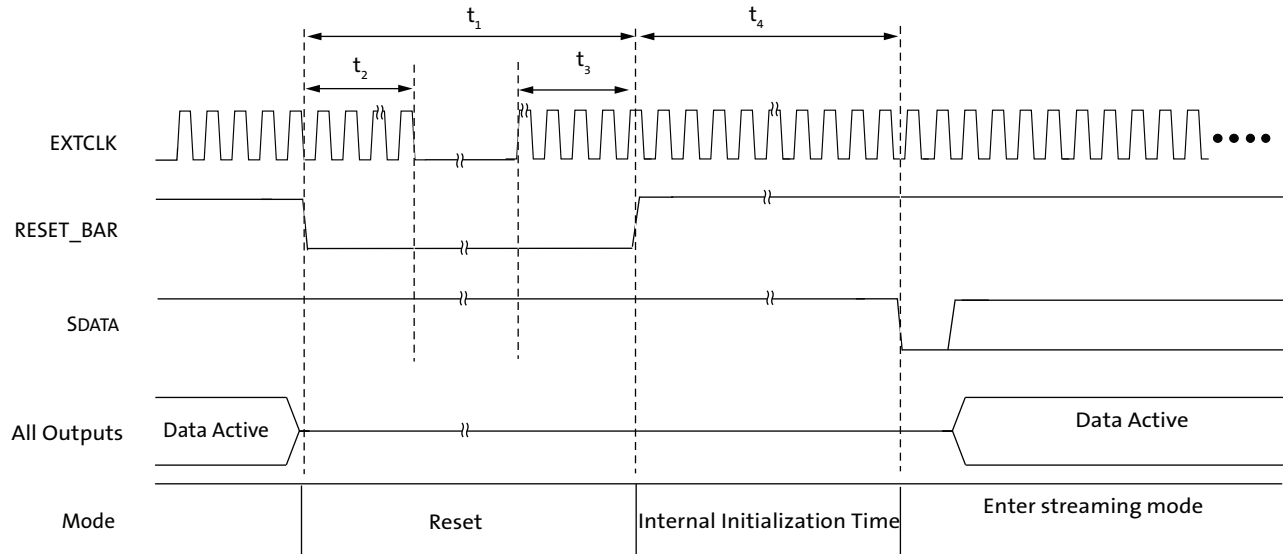 t₁
t₄
t₂
t₃
EXTCLK
RESET_BAR
SDATA
All Outputs
Data Active
Data Active
Mode
Reset
Internal Initialization Time
Enter streaming mode